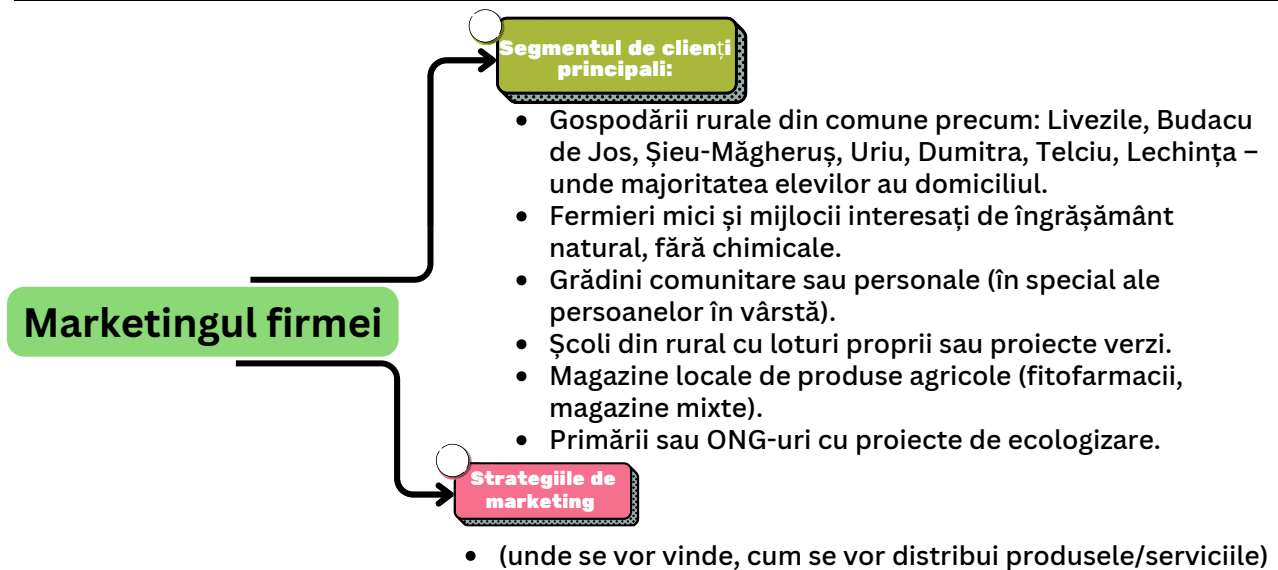 Segmentul de clienți
principali:
• Gospodării rurale din comune precum: Livezile, Budacu
de Jos, Șieu-Măgheruș, Uriu, Dumitra, Telciu, Lechința –
unde majoritatea elevilor au domiciliul.
• Fermieri mici și mijlocii interesați de îngrășământ
natural, fără chimicale.
• Grădini comunitare sau personale (în special ale
persoanelor în vârstă).
• Școli din rural cu loturi proprii sau proiecte verzi.
• Magazine locale de produse agricole (fitofarmacii,
magazine mixte).
• Primării sau ONG-uri cu proiecte de ecologizare.
Marketingul firmei
Strategiile de
marketing
• (unde se vor vinde, cum se vor distribui produsele/serviciile)